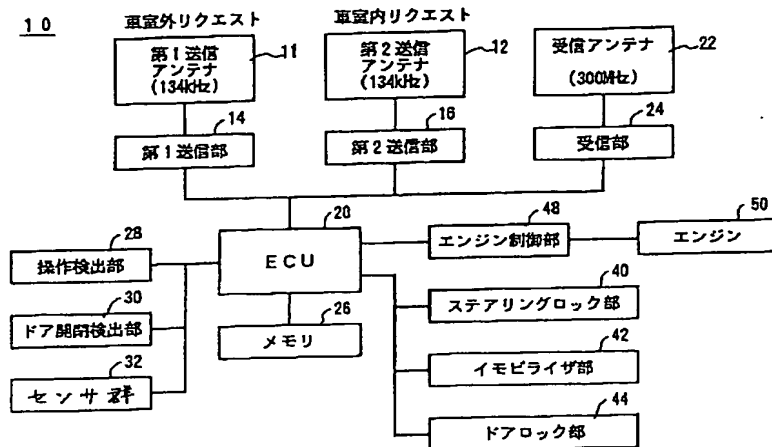 10
車室外リクエスト
車室内リクエスト
第1送信
アンテナ
(134kHz)
11
第2送信
アンテナ
(134kHz)
12
受信アンテナ
(300MHz)
22
14
第1送信部
16
第2送信部
24
受信部
28
操作検出部
20
ECU
48
エンジン制御部
50
エンジン
30
ドア開閉検出部
26
メモリ
40
ステアリングロック部
32
センサ群
42
イモビライザ部
44
ドアロック部